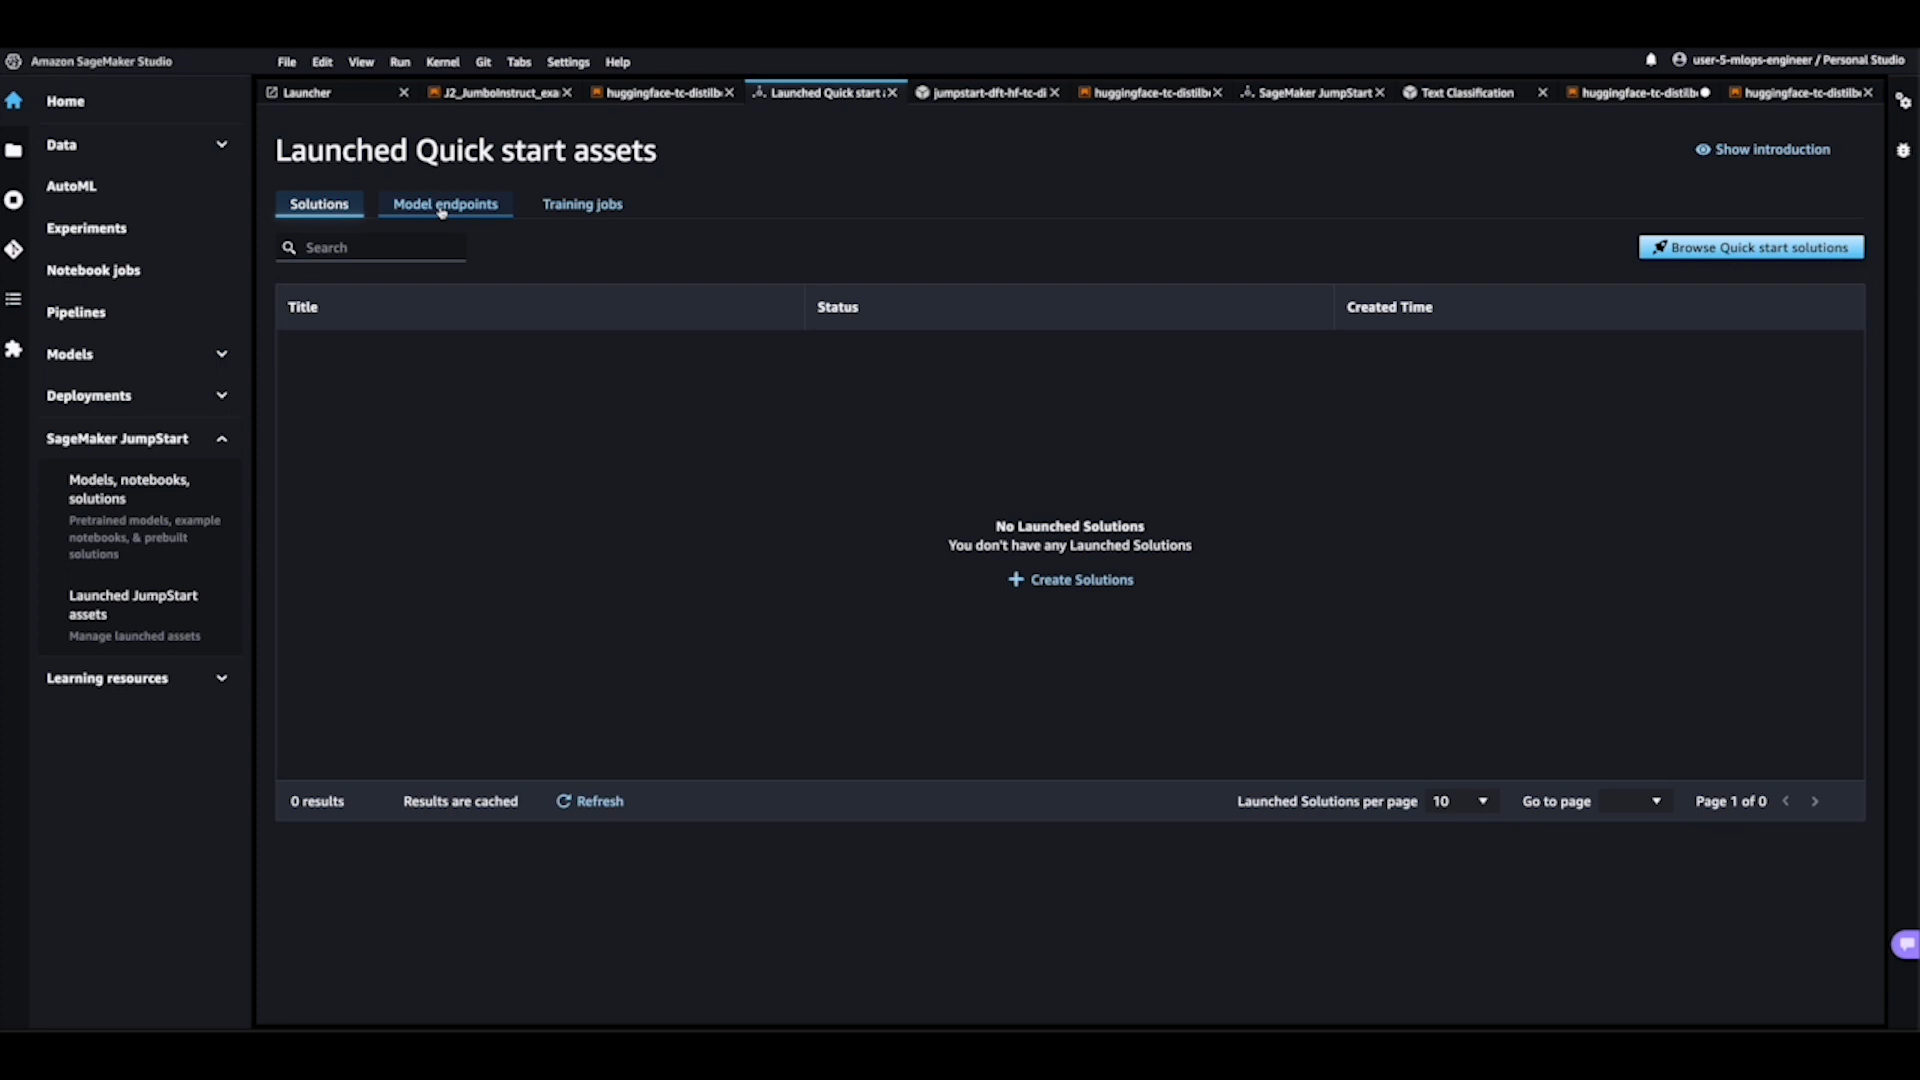 Amazon SageMaker Studio
File Edit View Run Kernel Git Tabs Settings Help
user-5-mlops-engineer / Personal Studio
Launcher
J2_JumboInstruct_exa
huggingface-tc-distilb
Launched Quick start
jumpstart-dft-hf-tc-di
huggingface-tc-distilb
SageMaker JumpStart
Text Classification
huggingface-tc-distilb
huggingface-tc-distilb
Home
Data
AutoML
Experiments
Notebook jobs
Pipelines
Models
Deployments
SageMaker JumpStart
Models, notebooks,
solutions
Pretrained models, example
notebooks, & prebuilt
solutions
Launched JumpStart
assets
Manage launched assets
Learning resources
Launched Quick start assets
Show introduction
Solutions Model endpoints Training jobs
Search
Browse Quick start solutions
Title Status Created Time
No Launched Solutions
You don't have any Launched Solutions
Create Solutions
0 results Results are cached Refresh
Launched Solutions per page 10 Go to page Page 1 of 0